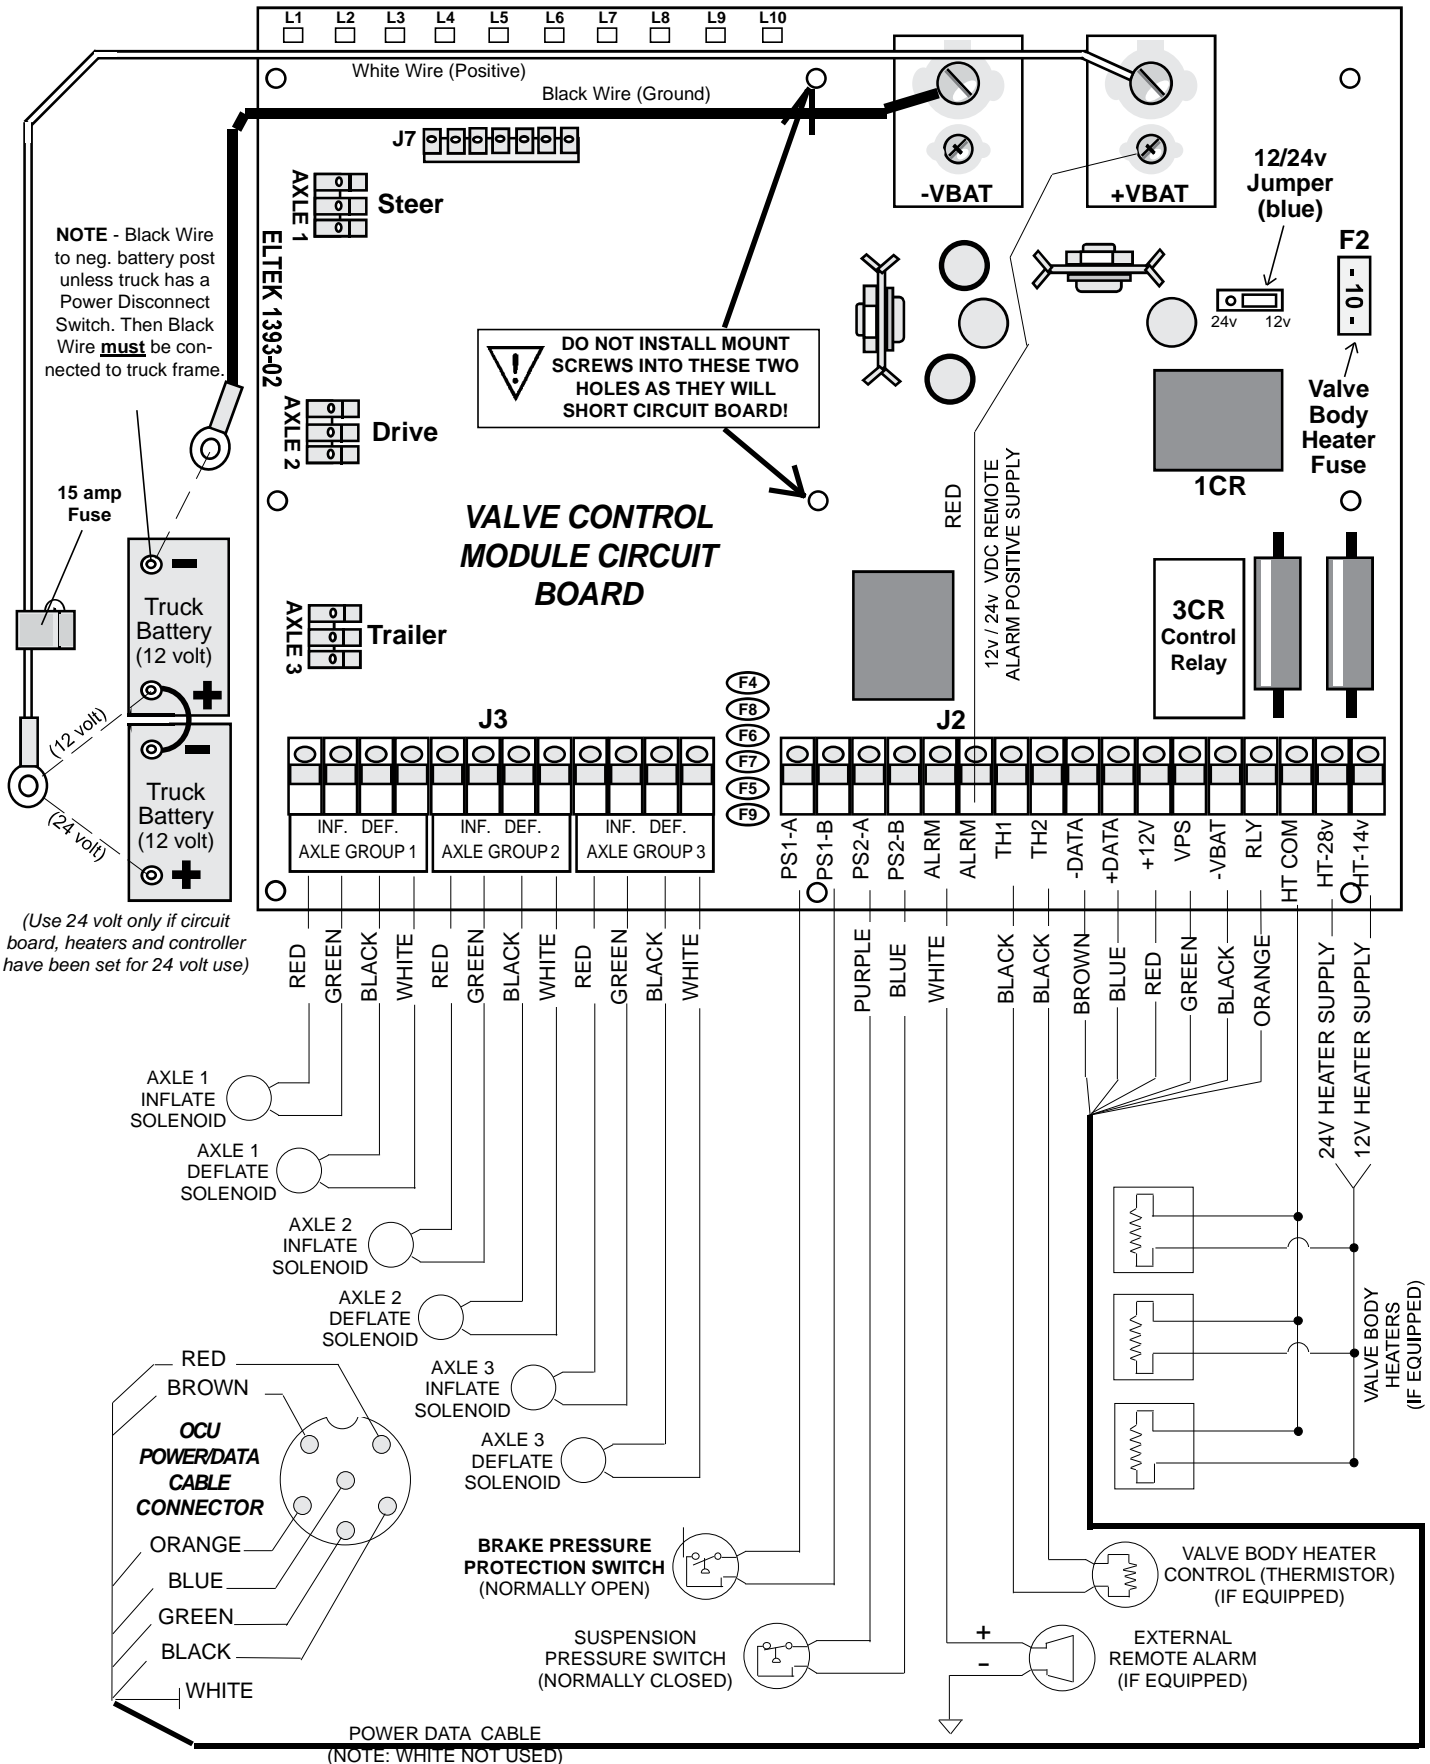 L1 L2 L3 L4 L5 L6 L7 L8 L9 L10
White Wire (Positive)
Black Wire (Ground)
J7
AXLE 1
Steer
-VBAT
+VBAT
12/24v
Jumper
(blue)
F2
- 10 -
24v 12v
NOTE - Black Wire
to neg. battery post
unless truck has a
Power Disconnect
Switch. Then Black
Wire must be con-
nected to truck frame.
ELTEK 1393-02
DO NOT INSTALL MOUNT
SCREWS INTO THESE TWO
HOLES AS THEY WILL
SHORT CIRCUIT BOARD!
!
Valve
Body
Heater
Fuse
AXLE 2
Drive
1CR
15 amp
Fuse
VALVE CONTROL
MODULE CIRCUIT
BOARD
RED
12v / 24v VDC REMOTE
ALARM POSITIVE SUPPLY
Truck
Battery
(12 volt)
AXLE 3
Trailer
3CR
Control
Relay
F4
F8
F6
F7
F5
F9
J3
J2
(12 volt)
(24 volt)
Truck
Battery
(12 volt)
INF. DEF.
AXLE GROUP 1
INF. DEF.
AXLE GROUP 2
INF. DEF.
AXLE GROUP 3
PS1-A
PS1-B
PS2-A
PS2-B
ALRM
ALRM
TH1
TH2
-DATA
+DATA
+12V
VPS
-VBAT
RLY
HT COM
HT-28v
HT-14v
(Use 24 volt only if circuit
board, heaters and controller
have been set for 24 volt use)
RED
GREEN
BLACK
WHITE
RED
GREEN
BLACK
WHITE
RED
GREEN
BLACK
WHITE
PURPLE
BLUE
WHITE
BLACK
BLACK
BROWN
BLUE
RED
GREEN
BLACK
ORANGE
24V HEATER SUPPLY
12V HEATER SUPPLY
AXLE 1
INFLATE
SOLENOID
AXLE 1
DEFLATE
SOLENOID
AXLE 2
INFLATE
SOLENOID
AXLE 2
DEFLATE
SOLENOID
AXLE 3
INFLATE
SOLENOID
AXLE 3
DEFLATE
SOLENOID
VALVE BODY
HEATERS
(IF EQUIPPED)
RED
BROWN
OCU
POWER/DATA
CABLE
CONNECTOR
ORANGE
BLUE
GREEN
BLACK
WHITE
BRAKE PRESSURE
PROTECTION SWITCH
(NORMALLY OPEN)
SUSPENSION
PRESSURE SWITCH
(NORMALLY CLOSED)
VALVE BODY HEATER
CONTROL (THERMISTOR)
(IF EQUIPPED)
+
-
EXTERNAL
REMOTE ALARM
(IF EQUIPPED)
POWER DATA CABLE
(NOTE: WHITE NOT USED)